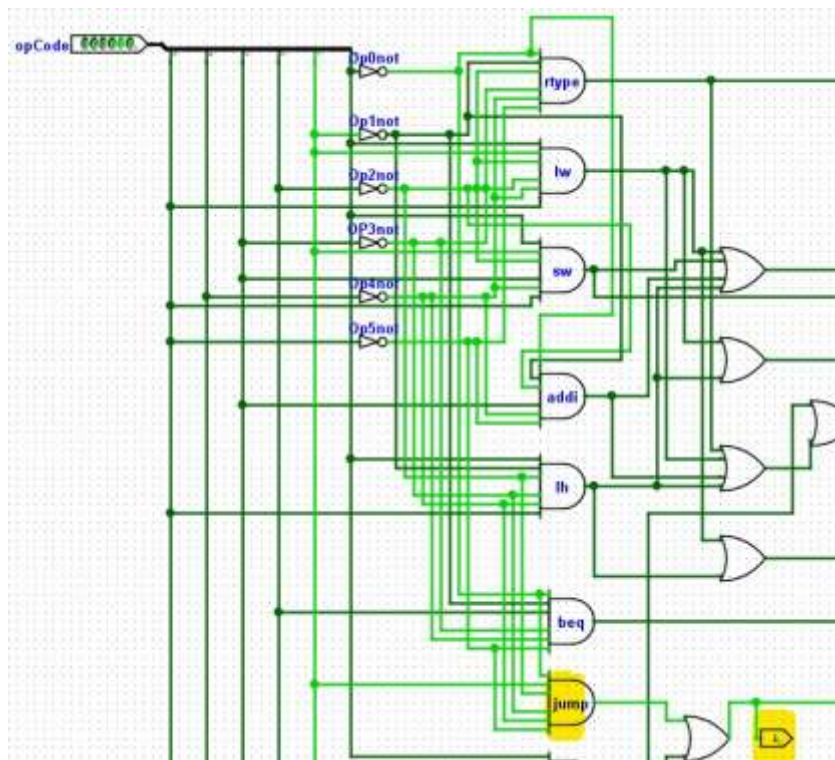 Op0not
opCode
rtype
Op1not
lw
Op2not
OP3not
sw
Op4not
Op5not
addi
lh
beq
jump